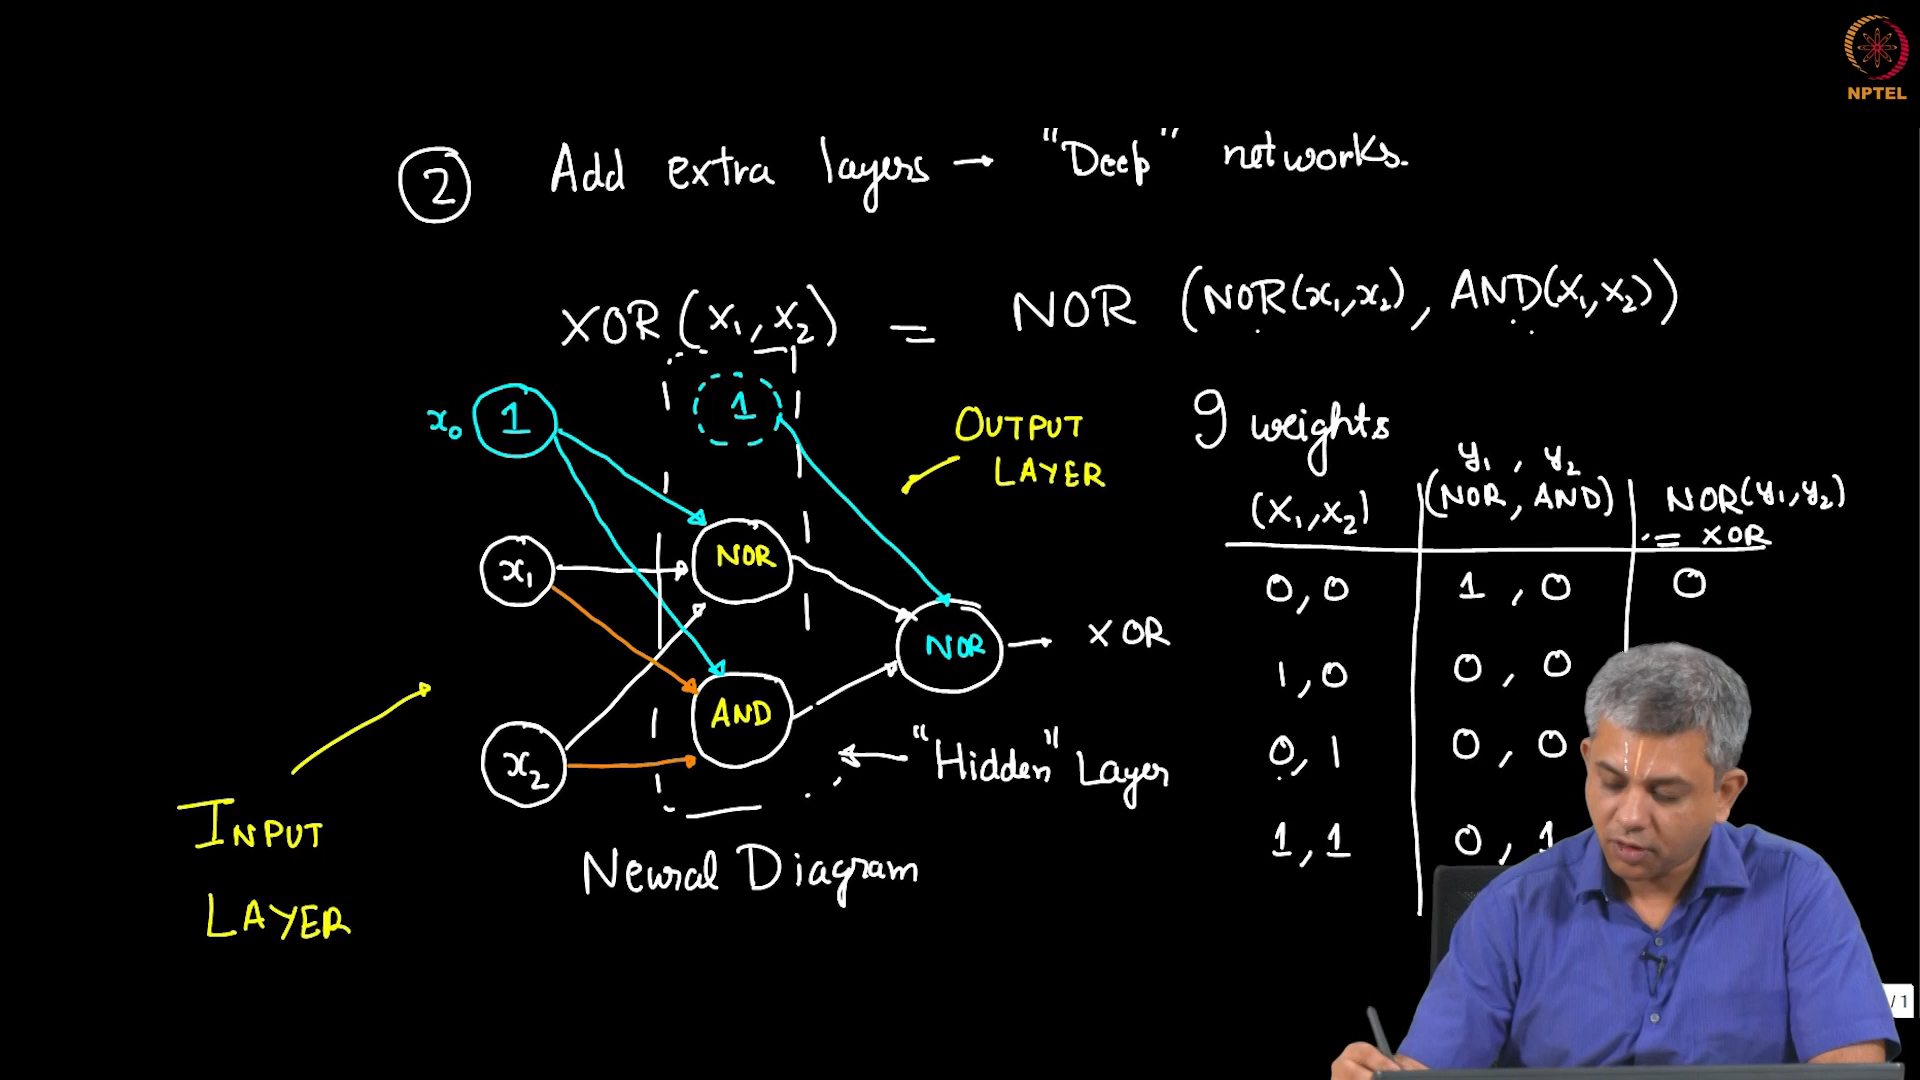 NPTEL
2 Add extra layers → "Deep" networks.
XOR (X₁, X₂) = NOR (NOR(x₁, x₂), AND(X₁, X₂))
x₀ 1
1
OUTPUT
LAYER
x₁
x₂
NOR
AND
NOR → XOR
"Hidden" Layer
INPUT
LAYER
Neural Diagram
9 weights
y₁, y₂
(X₁, X₂) (NOR, AND) NOR(y₁, y₂)
= XOR
0, 0 1, 0 0
1, 0 0, 0
0, 1 0, 0
1, 1 0, 1
/1